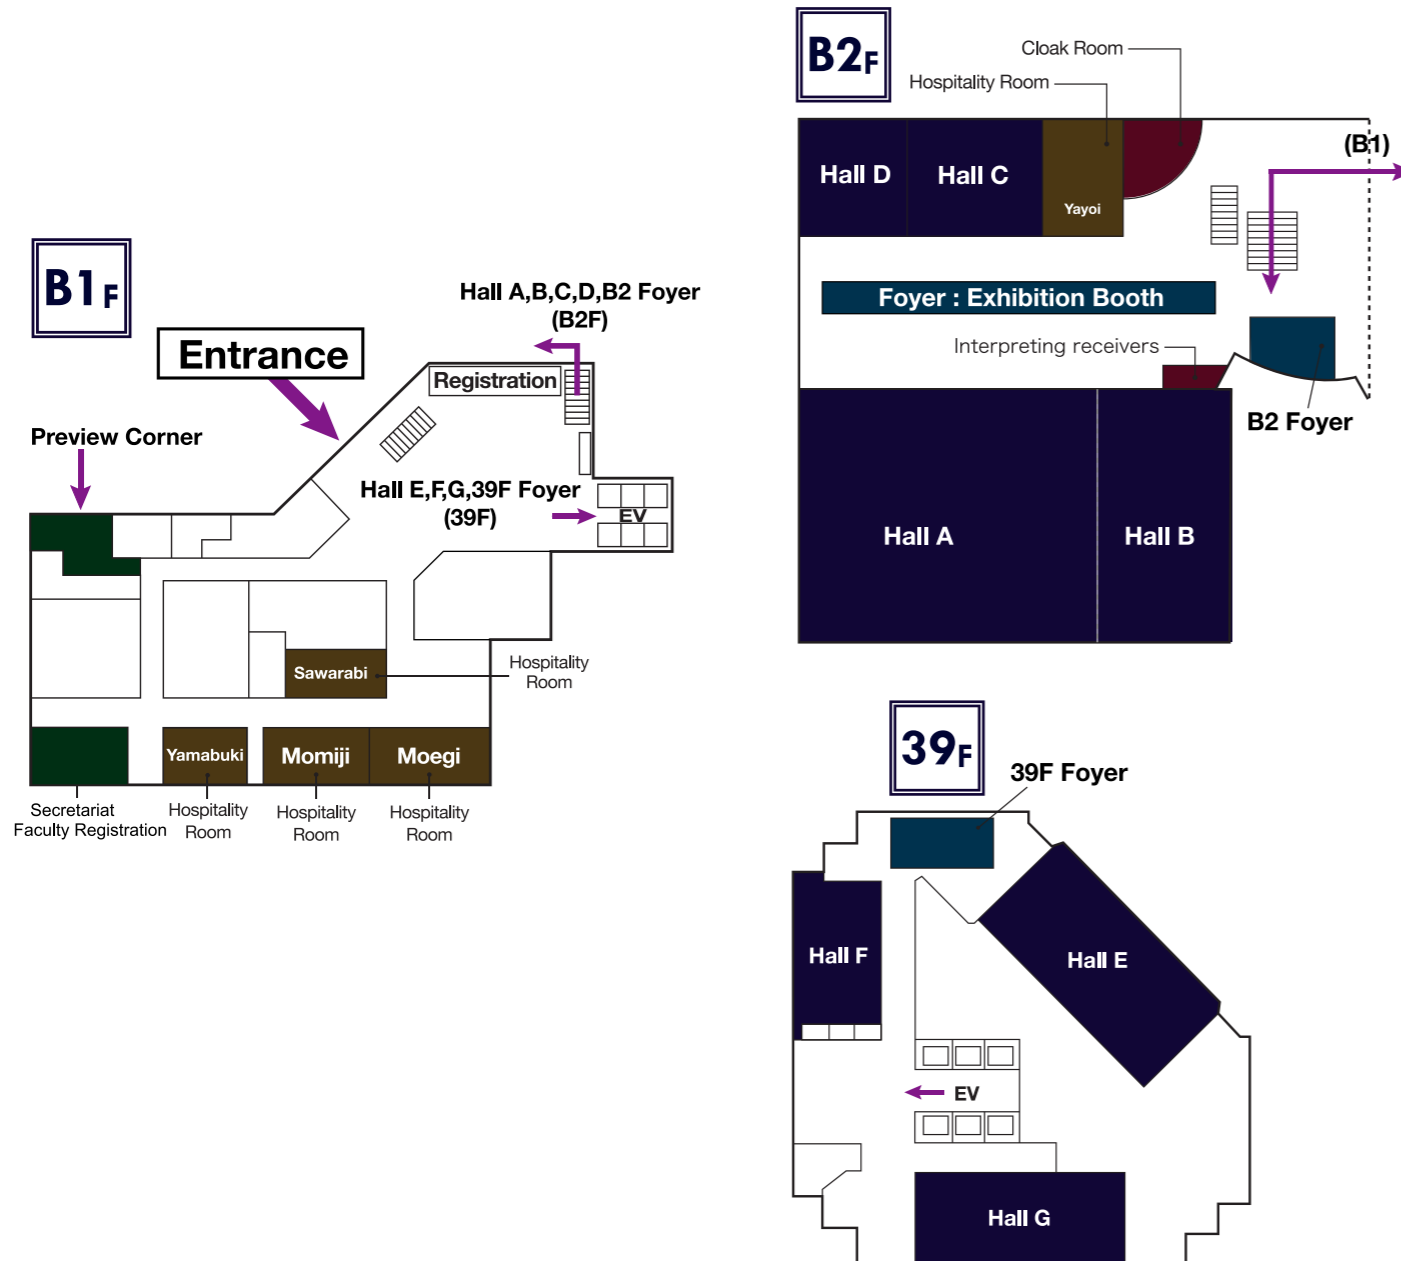 B1F
Entrance
Hall A,B,C,D,B2 Foyer
(B2F)
Registration
Preview Corner
Hall E,F,G,39F Foyer
(39F)
EV
Sawarabi
Hospitality
Room
Yamabuki
Momiji
Moegi
Secretariat
Faculty Registration
Hospitality
Room
Hospitality
Room
Hospitality
Room
B2F
Cloak Room
Hospitality Room
(B1)
Hall D
Hall C
Yayoi
Foyer : Exhibition Booth
Interpreting receivers
B2 Foyer
Hall A
Hall B
39F
39F Foyer
Hall F
Hall E
EV
Hall G